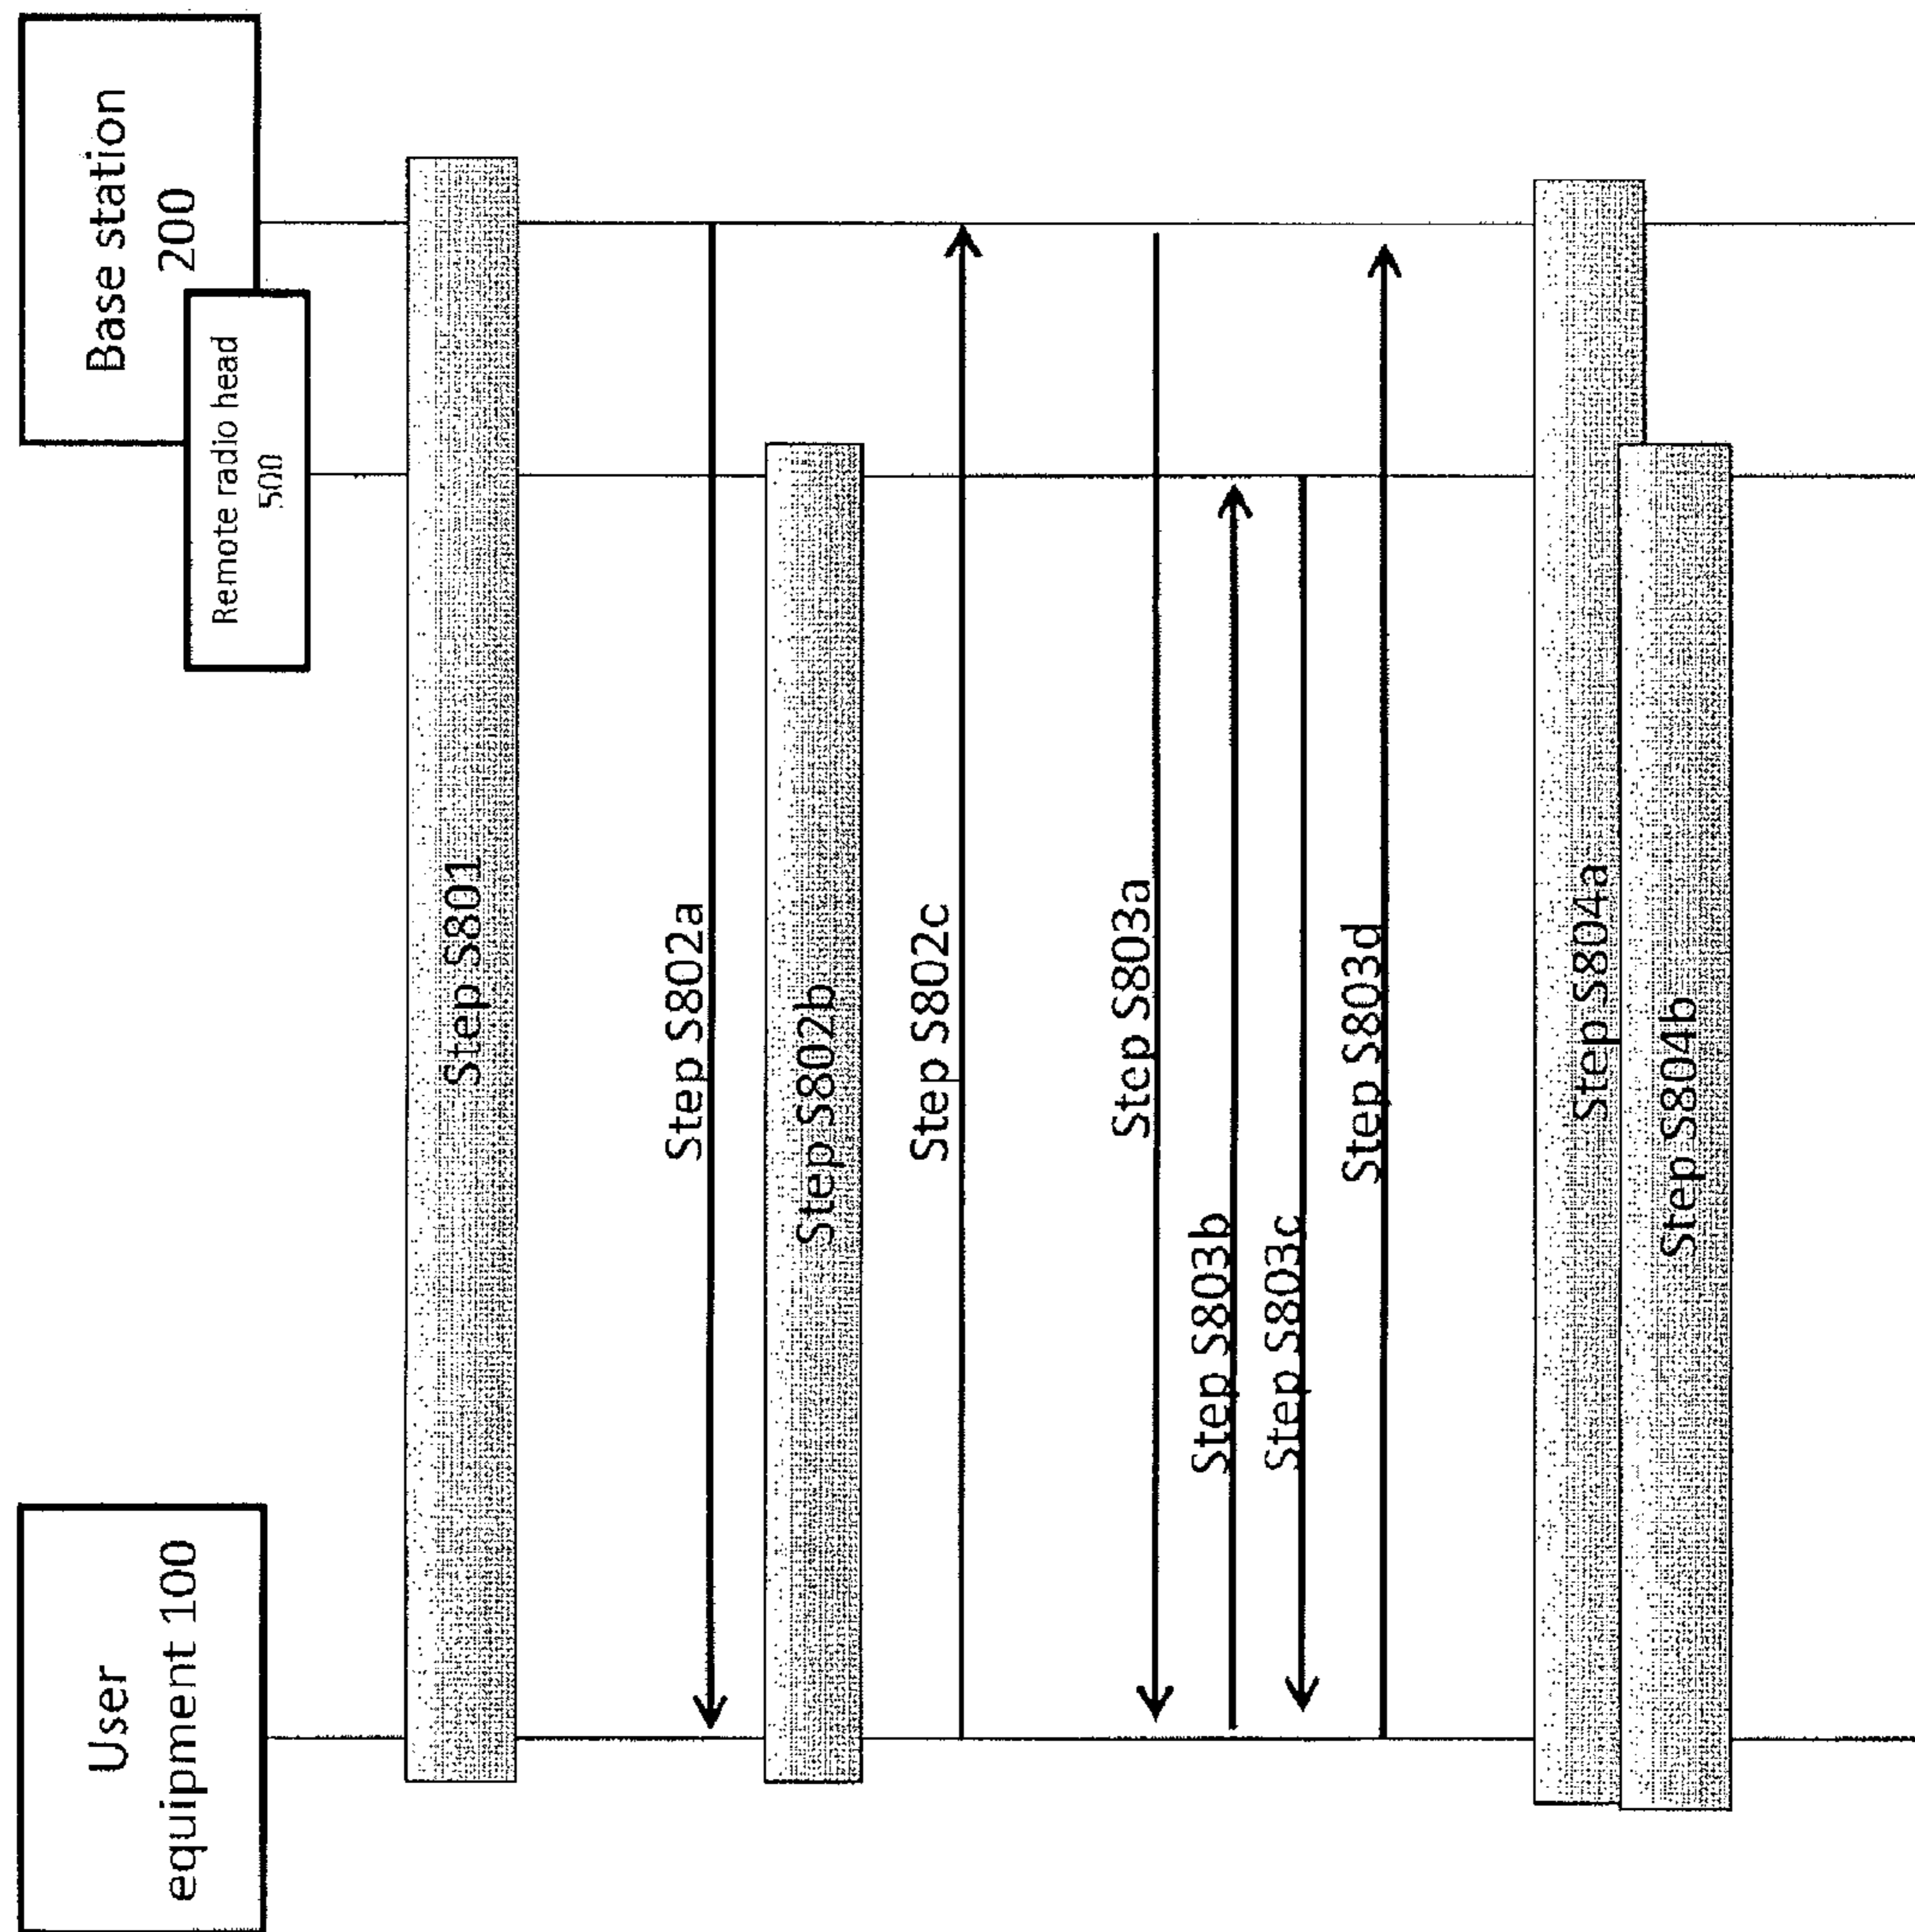 User
equipment 100
Base station
200
Remote radio head
500
Step S801
Step S802a
Step S802b
Step S802c
Step S803a
Step S803b
Step S803c
Step S803d
Step S804a
Step S804b